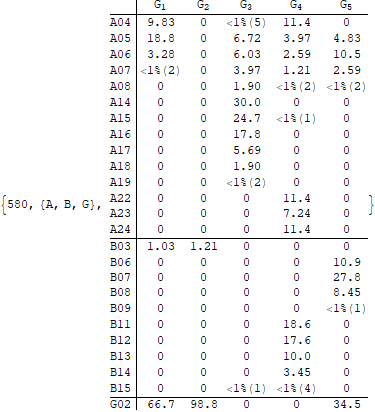 G1 G2 G3 G4 G5
A04 9.83 0 <1%(5) 11.4 0
A05 18.8 0 6.72 3.97 4.83
A06 3.28 0 6.03 2.59 10.5
A07 <1%(2) 0 3.97 1.21 2.59
A08 0 0 1.90 <1%(2) <1%(2)
A14 0 0 30.0 0 0
A15 0 0 24.7 <1%(1) 0
A16 0 0 17.8 0 0
A17 0 0 5.69 0 0
A18 0 0 1.90 0 0
A19 0 0 <1%(2) 0 0
{580, {A, B, G}, }
A22 0 0 0 11.4 0
A23 0 0 0 7.24 0
A24 0 0 0 11.4 0
B03 1.03 1.21 0 0 0
B06 0 0 0 0 10.9
B07 0 0 0 0 27.8
B08 0 0 0 0 8.45
B09 0 0 0 0 <1%(1)
B11 0 0 0 18.6 0
B12 0 0 0 17.6 0
B13 0 0 0 10.0 0
B14 0 0 0 3.45 0
B15 0 0 <1%(1) <1%(4) 0
G02 66.7 98.8 0 0 34.5